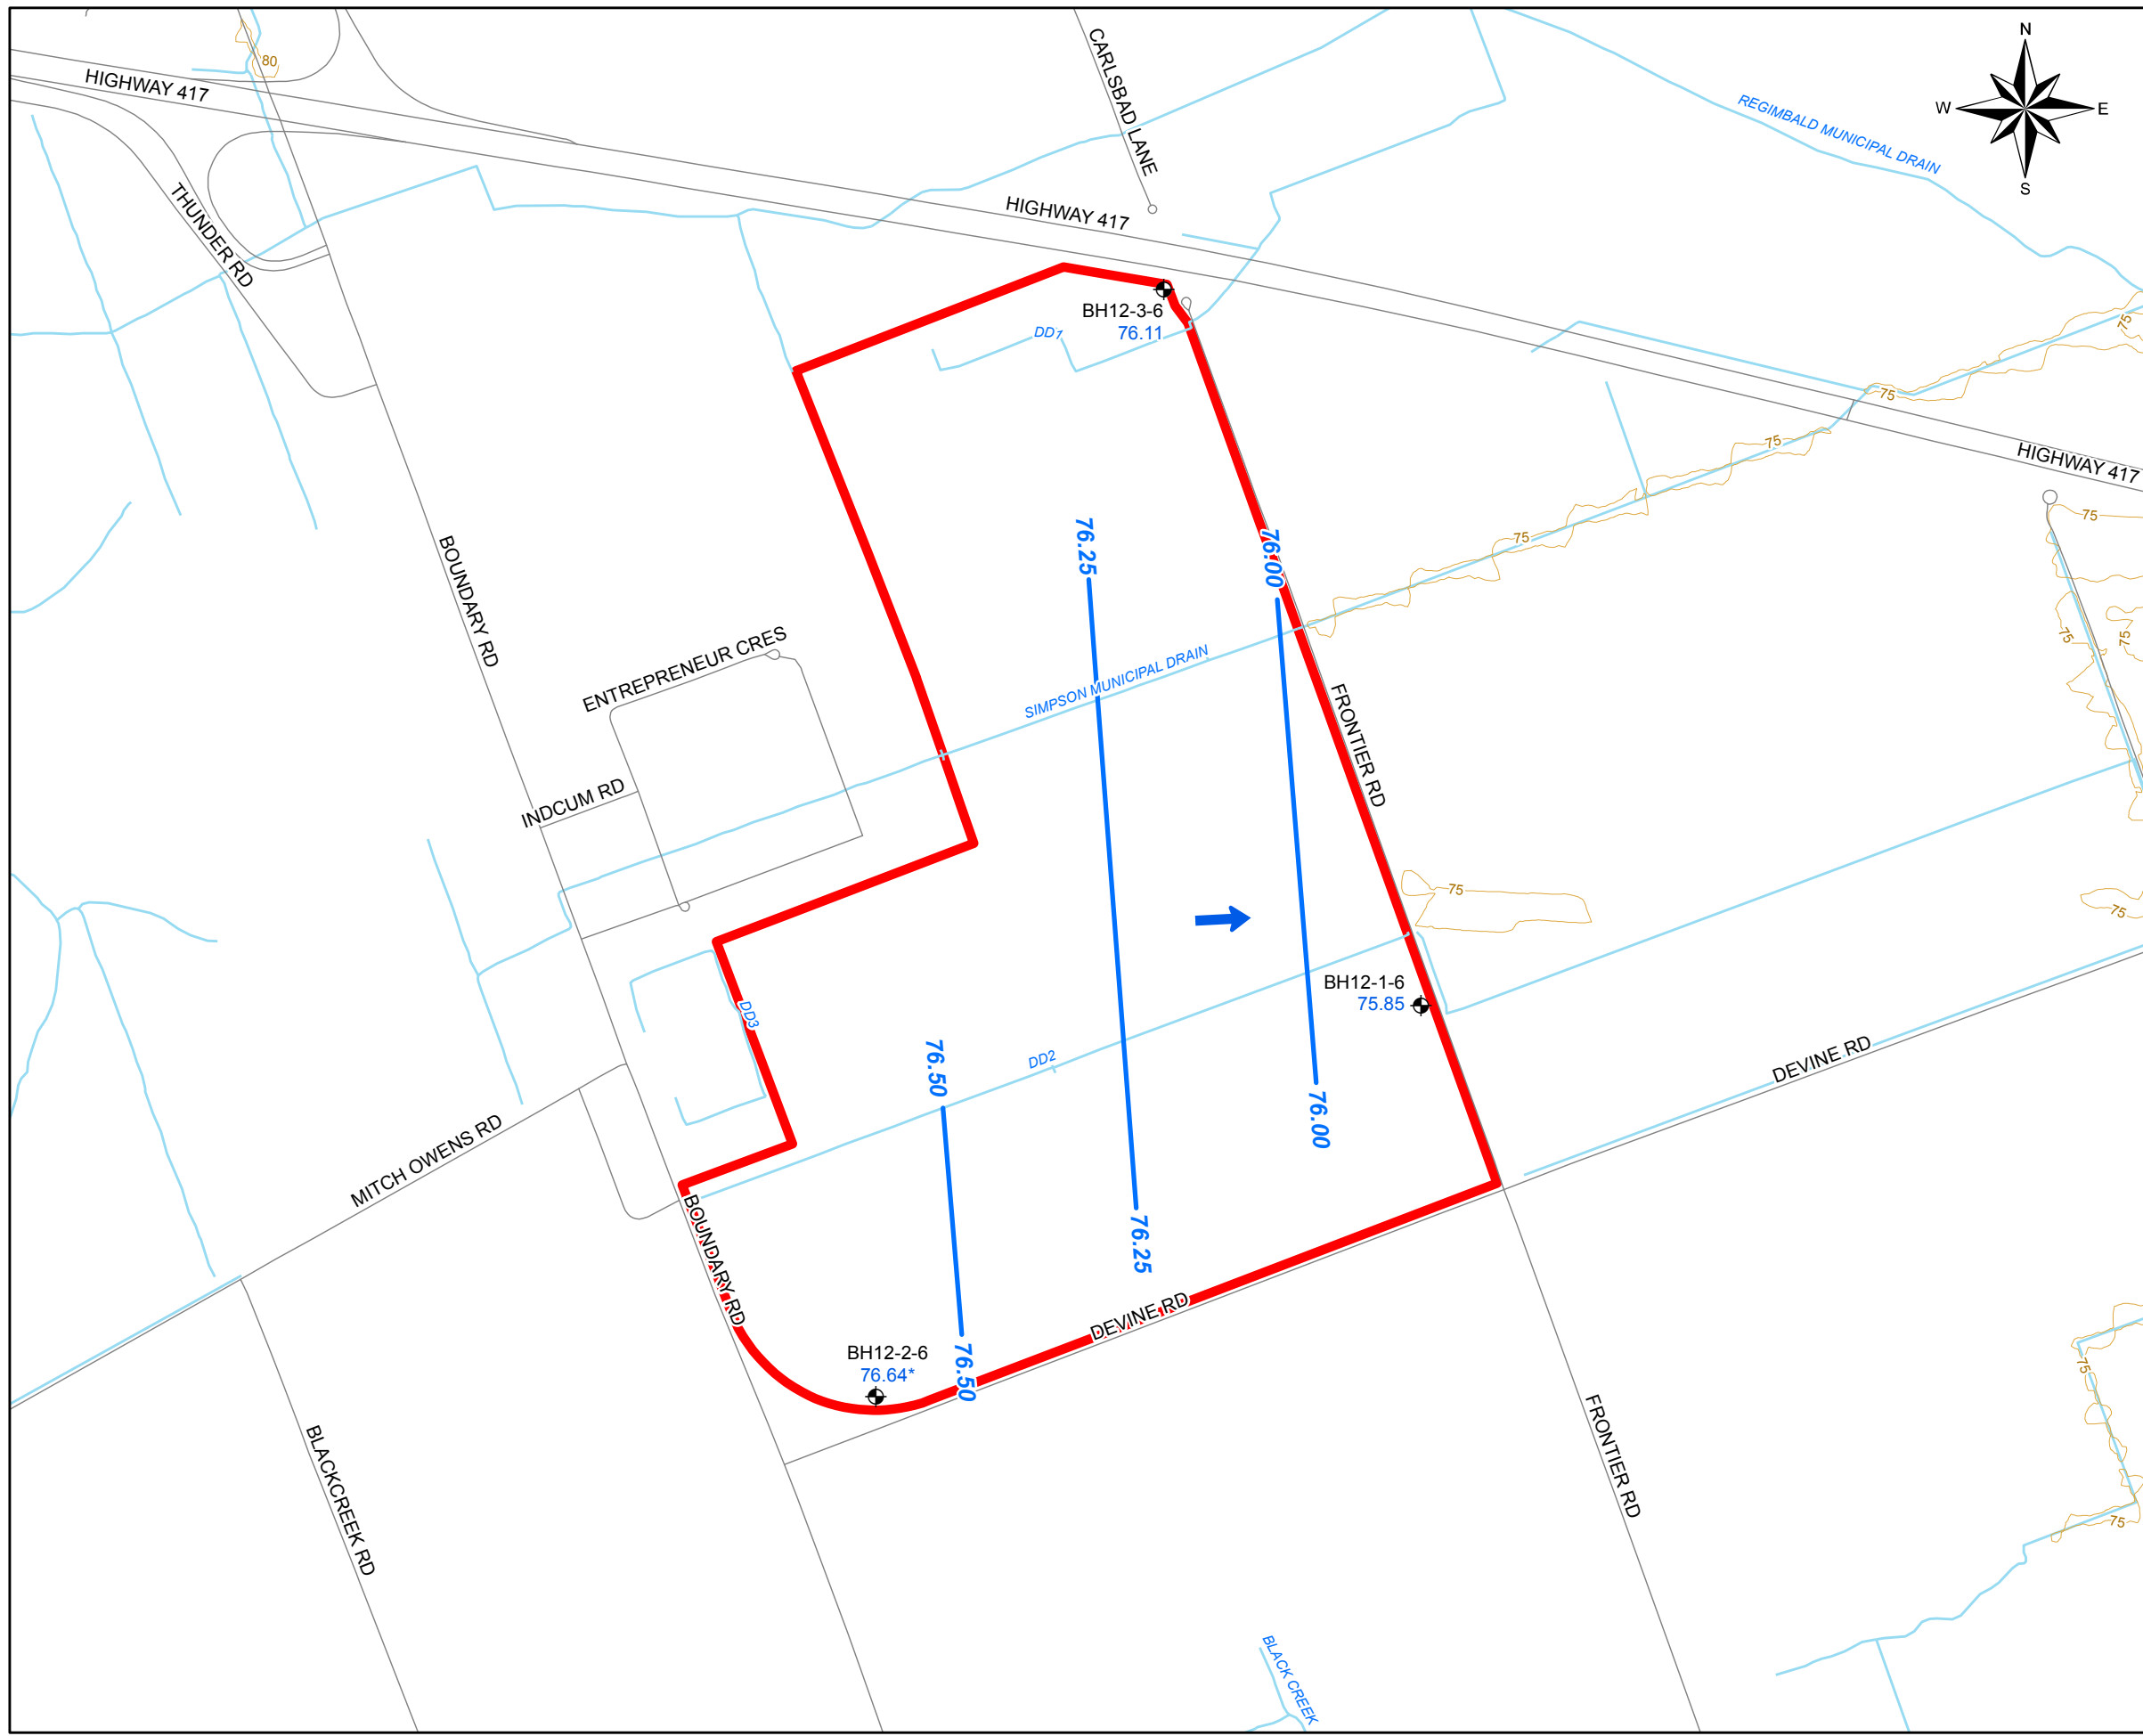 N
W
E
S
80
HIGHWAY 417
CARLSBAD LANE
REGIMBALD MUNICIPAL DRAIN
THUNDER RD
HIGHWAY 417
BH12-3-6
76.11
DD1
75
75
75
HIGHWAY 417
75
75
76.25
76.00
BOUNDARY RD
ENTREPRENEUR CRES
SIMPSON MUNICIPAL DRAIN
75
75
FRONTIER RD
INDCUM RD
75
75
BH12-1-6
75.85
DD3
76.50
DD2
DEVINE RD
76.00
MITCH OWENS RD
BOUNDARY RD
76.25
DEVINE RD
BH12-2-6
76.64*
76.50
75
FRONTIER RD
BLACKCREEK RD
75
BLACK CREEK